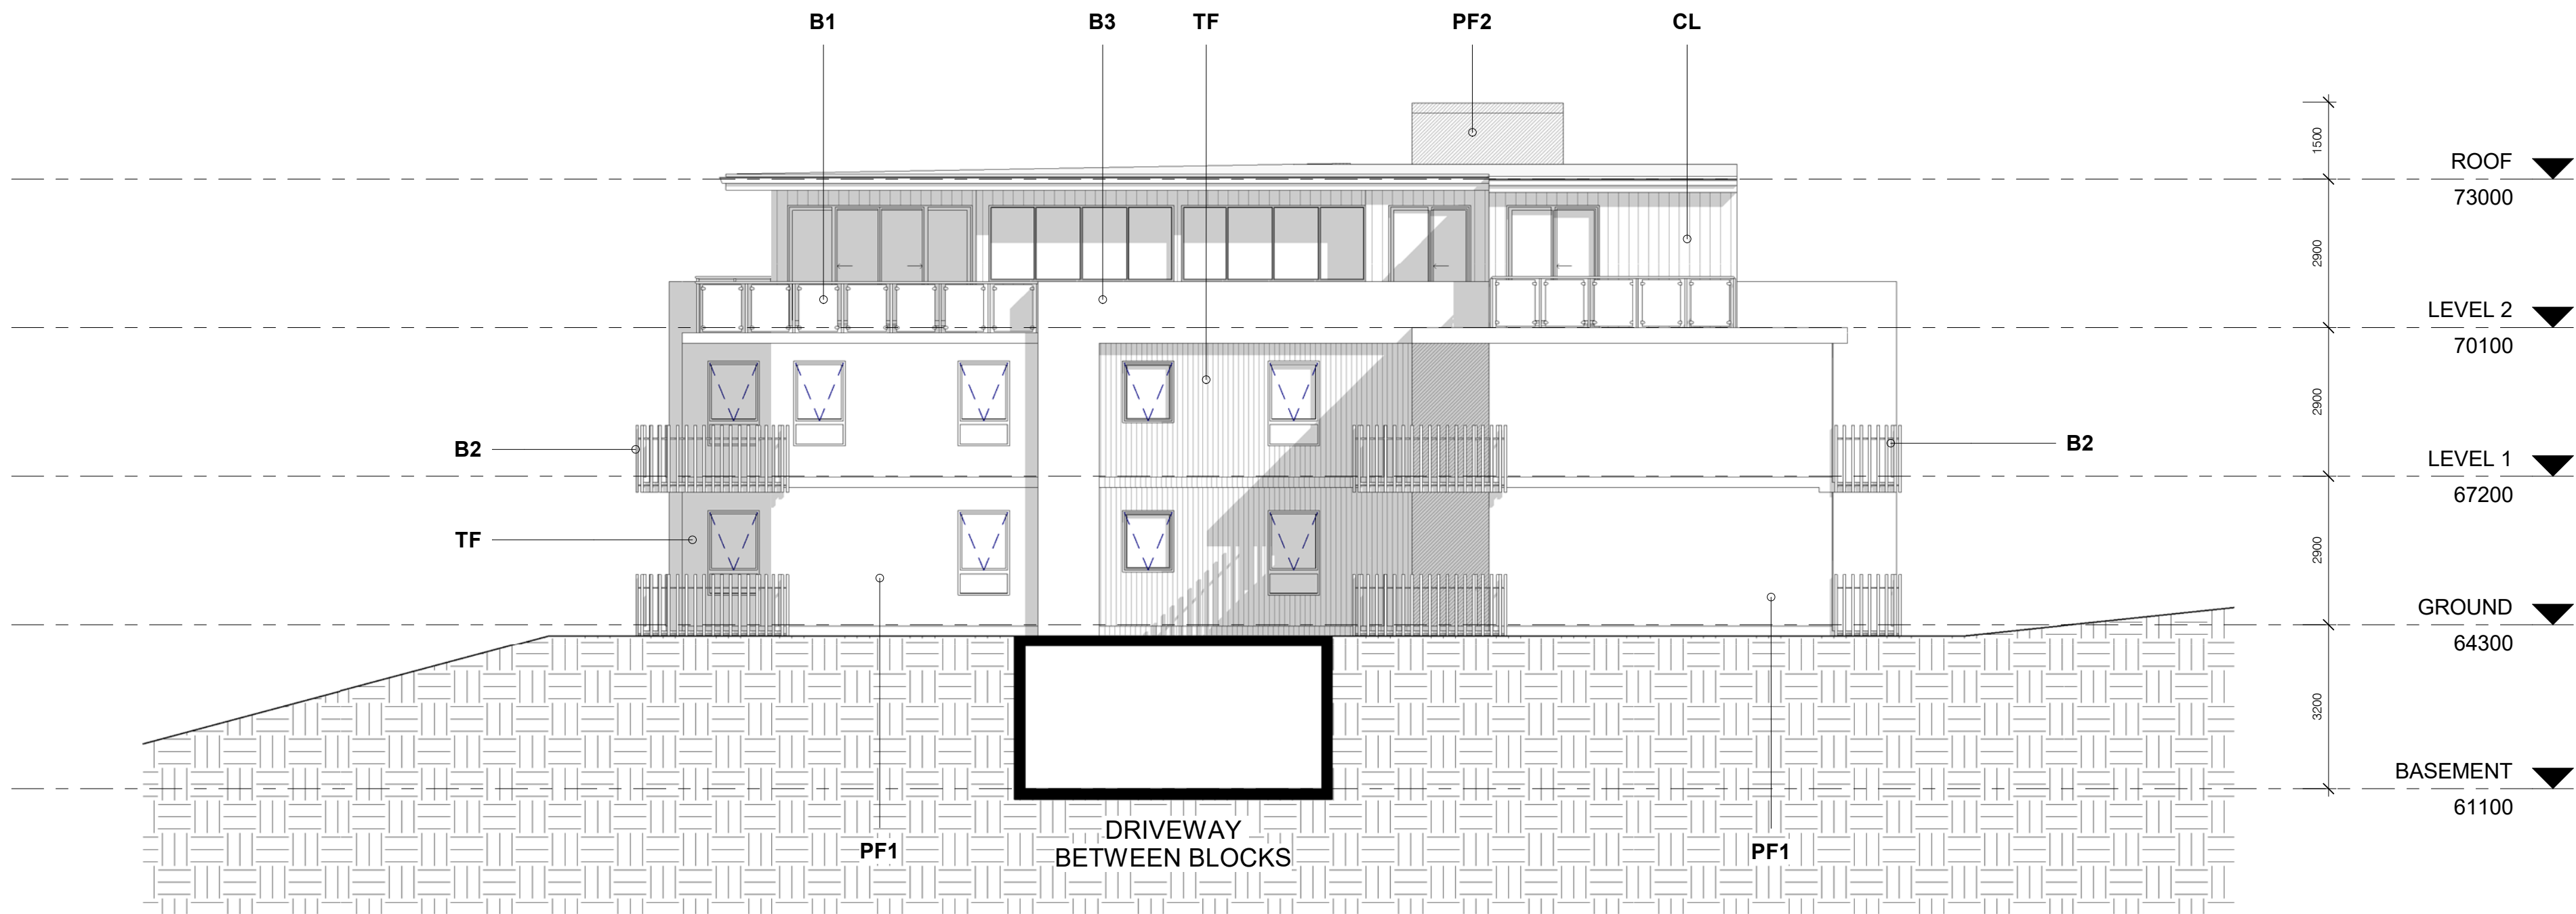 B1
B3
TF
PF2
CL
1500
ROOF
73000
2900
LEVEL 2
70100
2900
B2
B2
LEVEL 1
67200
TF
2900
GROUND
64300
3200
BASEMENT
61100
DRIVEWAY
BETWEEN BLOCKS
PF1
PF1